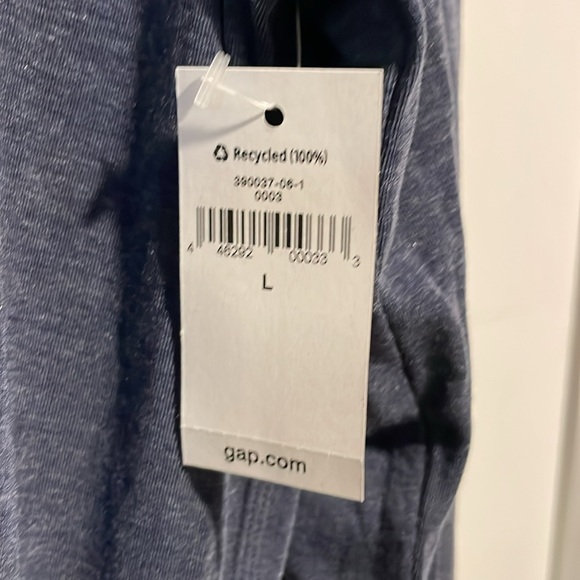 Recycled (100%)
390037-06-1
0003
4 46292 00033 3
L
gap.com